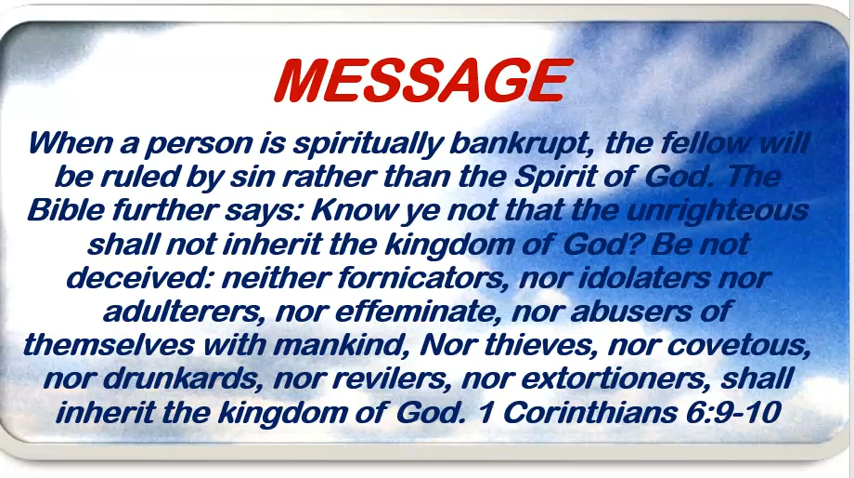 MESSAGE
When a person is spiritually bankrupt, the fellow will
be ruled by sin rather than the Spirit of God. The
Bible further says: Know ye not that the unrighteous
shall not inherit the kingdom of God? Be not
deceived: neither fornicators, nor idolaters nor
adulterers, nor effeminate, nor abusers of
themselves with mankind, Nor thieves, nor covetous,
nor drunkards, nor revilers, nor extortioners, shall
inherit the kingdom of God. 1 Corinthians 6:9-10